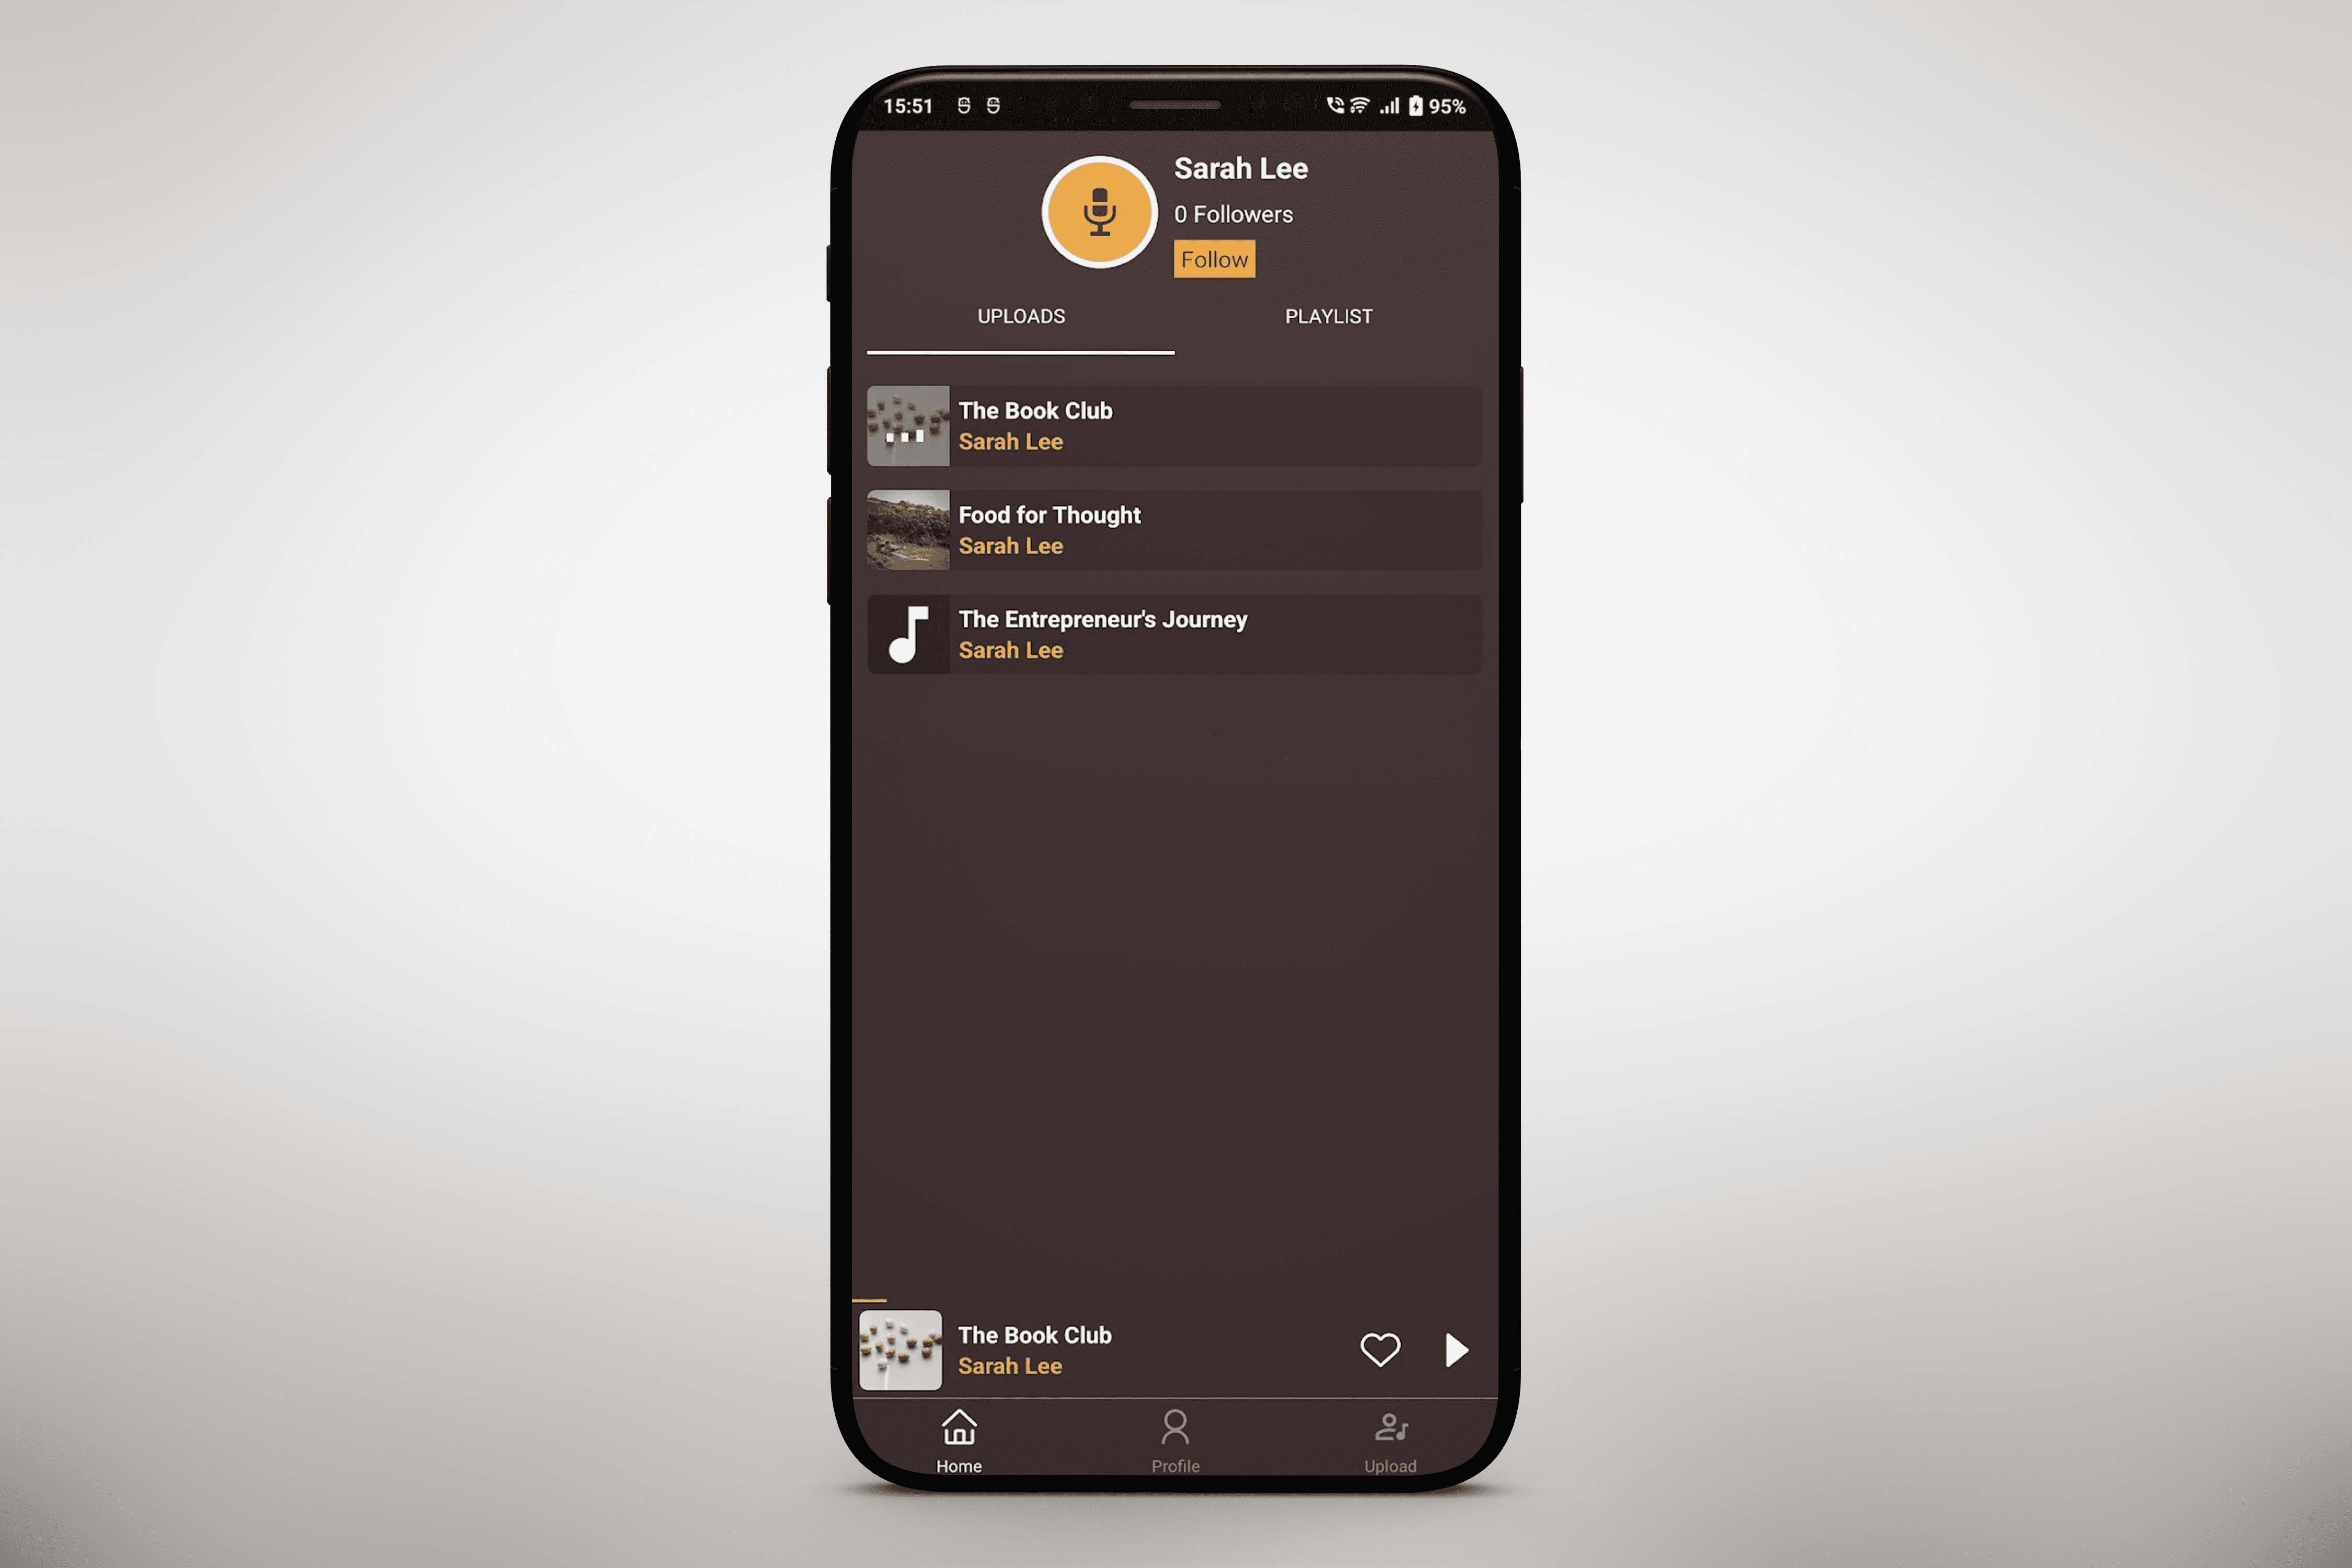 15:51
95%
Sarah Lee
0 Followers
Follow
UPLOADS
PLAYLIST
The Book Club
Sarah Lee
Food for Thought
Sarah Lee
The Entrepreneur's Journey
Sarah Lee
The Book Club
Sarah Lee
Home
Profile
Upload